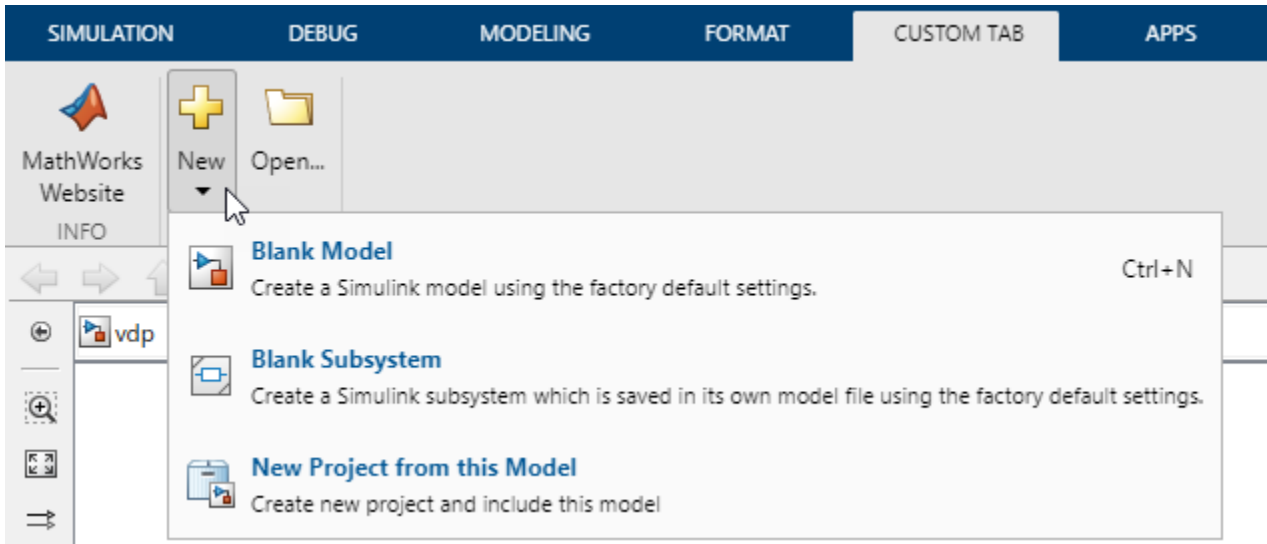 SIMULATION DEBUG MODELING FORMAT CUSTOM TAB APPS
MathWorks
Website
New
Open...
INFO
Blank Model
Create a Simulink model using the factory default settings.
Ctrl+N
vdp
Blank Subsystem
Create a Simulink subsystem which is saved in its own model file using the factory default settings.
New Project from this Model
Create new project and include this model